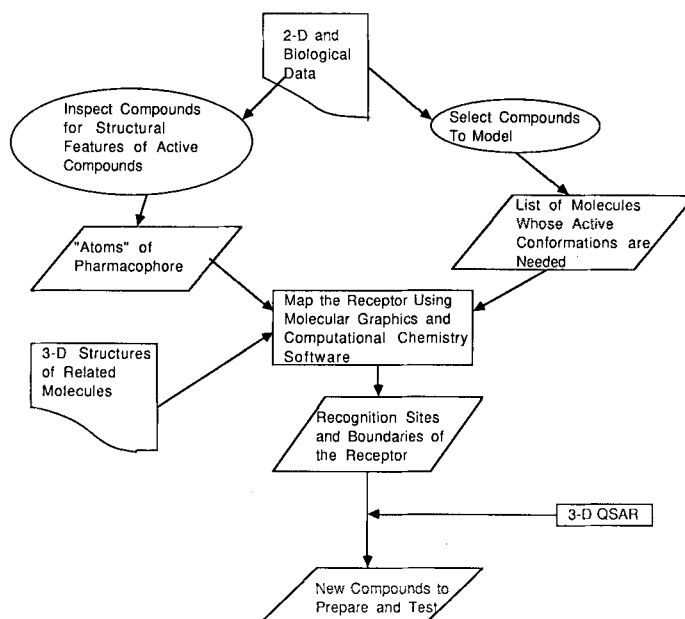 2-D and
Biological
Data
Inspect Compounds
for Structural
Features of Active
Compounds
Select Compounds
To Model
"Atoms" of
Pharmacophore
List of Molecules
Whose Active
Conformations are
Needed
Map the Receptor Using
Molecular Graphics and
Computational Chemistry
Software
3-D Structures
of Related
Molecules
Recognition Sites
and Boundaries of
the Receptor
3-D QSAR
New Compounds to
Prepare and Test